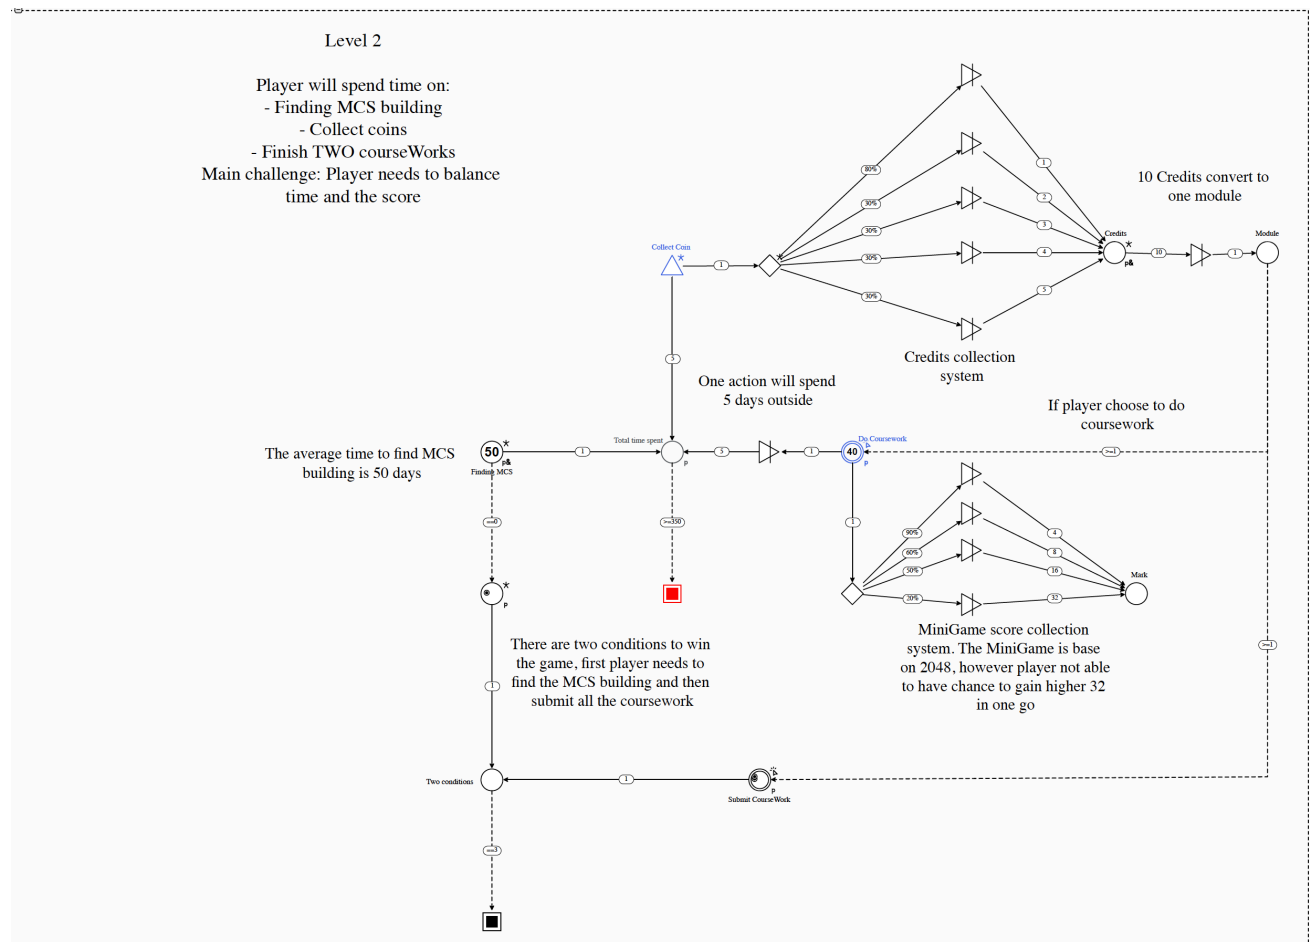 Level 2
Player will spend time on:
- Finding MCS building
- Collect coins
- Finish TWO courseWorks
Main challenge: Player needs to balance
time and the score
80%
30%
30%
30%
30%
1
2
3
4
5
Collect Coin
*
1
*
Credits
*
p&
10
1
Module
10 Credits convert to
one module
Credits collection
system
5
One action will spend
5 days outside
If player choose to do
coursework
The average time to find MCS
building is 50 days
50
*
p&
Finding MCS
1
Total time spent
p
5
1
Do Coursework
40
p
>=1
==0
>=350
1
90%
60%
50%
20%
4
8
16
32
Mark
*
p
MiniGame score collection
system. The MiniGame is base
on 2048, however player not able
to have chance to gain higher 32
in one go
There are two conditions to win
the game, first player needs to
find the MCS building and then
submit all the coursework
>=1
1
Two conditions
1
p
Submit CourseWork
==3